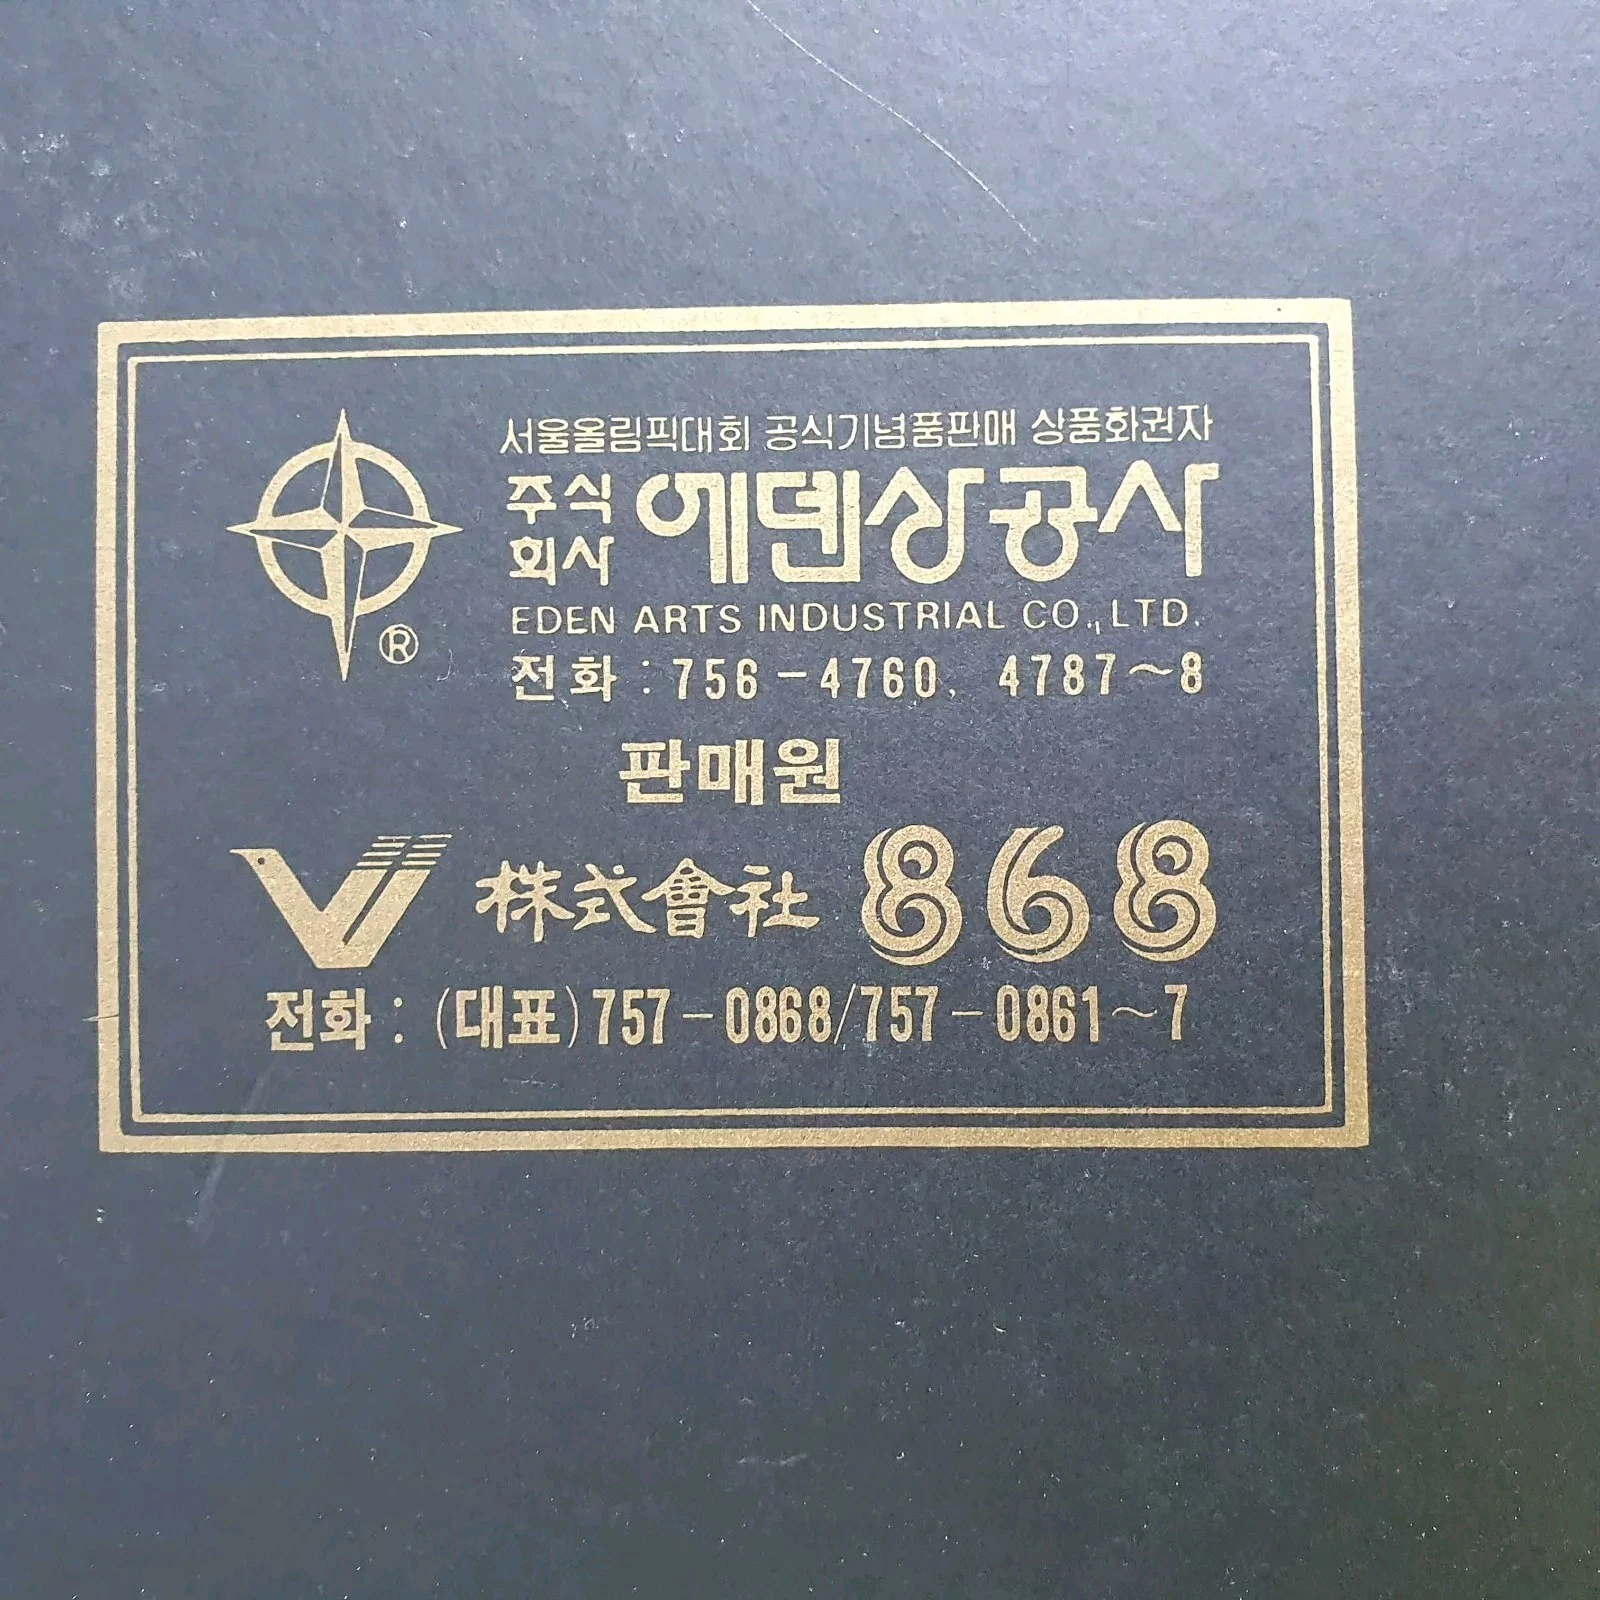 서울올림픽대회 공식기념품판매 상품화권자
주식회사 에덴상공사
®
EDEN ARTS INDUSTRIAL CO., LTD.
전화 : 756-4760, 4787~8
판매원
株式會社 868
전화 : (대표) 757-0868/757-0861~7